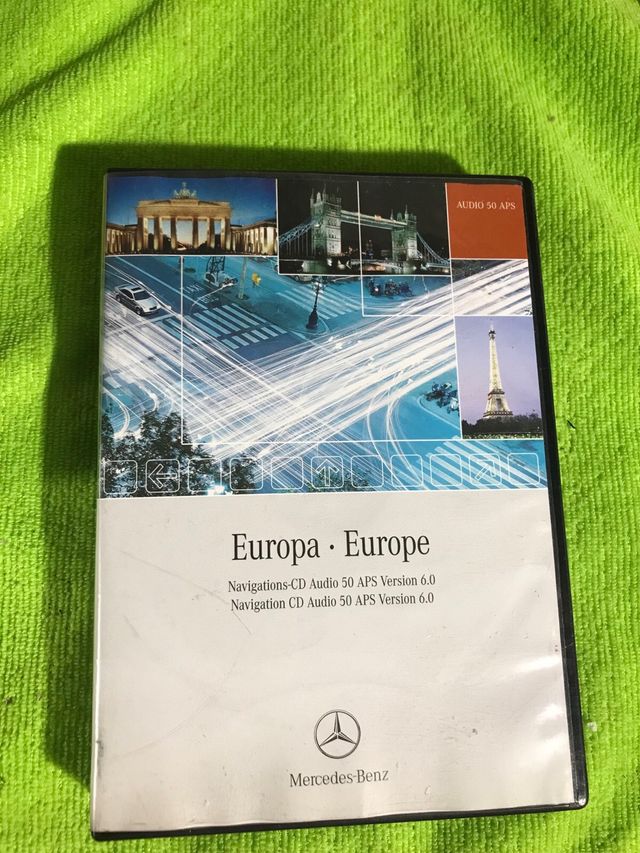 AUDIO 50 APS
Europa · Europe
Navigations-CD Audio 50 APS Version 6.0
Navigation CD Audio 50 APS Version 6.0
Mercedes-Benz